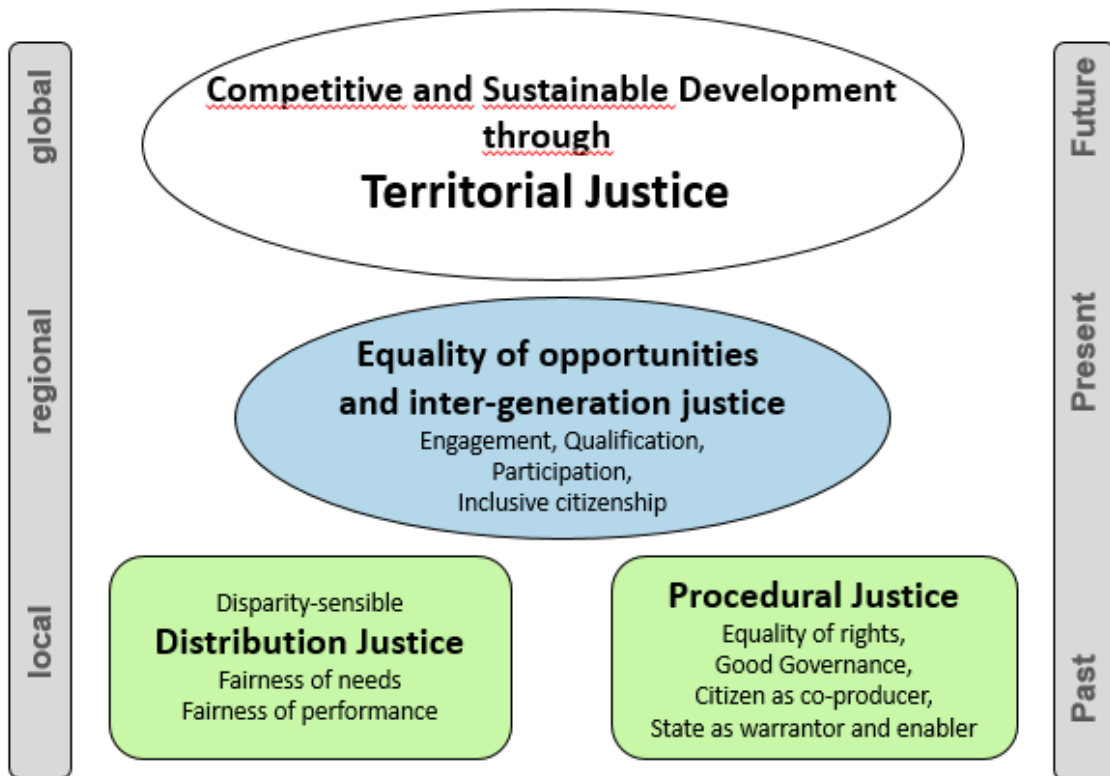 global
regional
local
Competitive and Sustainable Development
through
Territorial Justice
Equality of opportunities
and inter-generation justice
Engagement, Qualification,
Participation,
Inclusive citizenship
Disparity-sensible
Distribution Justice
Fairness of needs
Fairness of performance
Procedural Justice
Equality of rights,
Good Governance,
Citizen as co-producer,
State as warrantor and enabler
Future
Present
Past